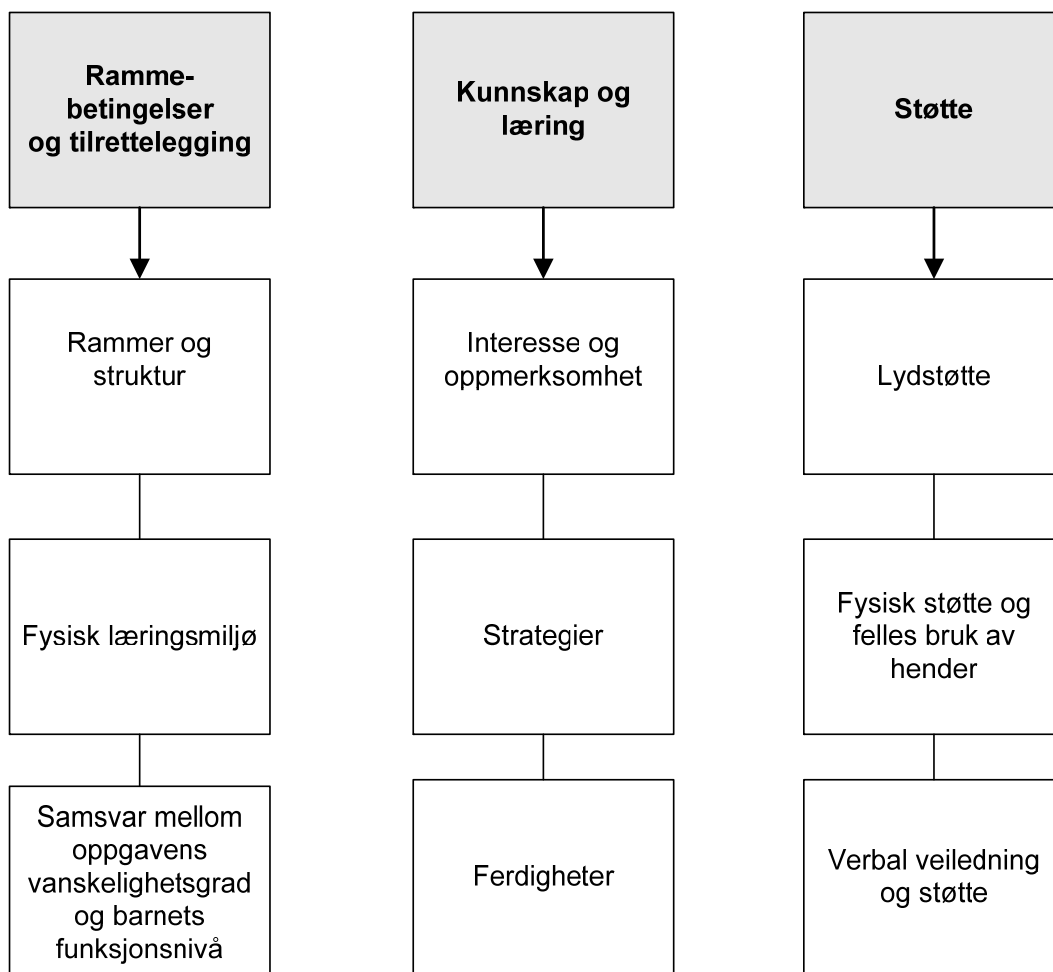 Ramme-
betingelser
og tilrettelegging
Kunnskap og
læring
Støtte
Rammer og
struktur
Interesse og
oppmerksomhet
Lydstøtte
Fysisk læringsmiljø
Strategier
Fysisk støtte og
felles bruk av
hender
Samsvar mellom
oppgavens
vanskelighetsgrad
og barnets
funksjonsnivå
Ferdigheter
Verbal veiledning
og støtte